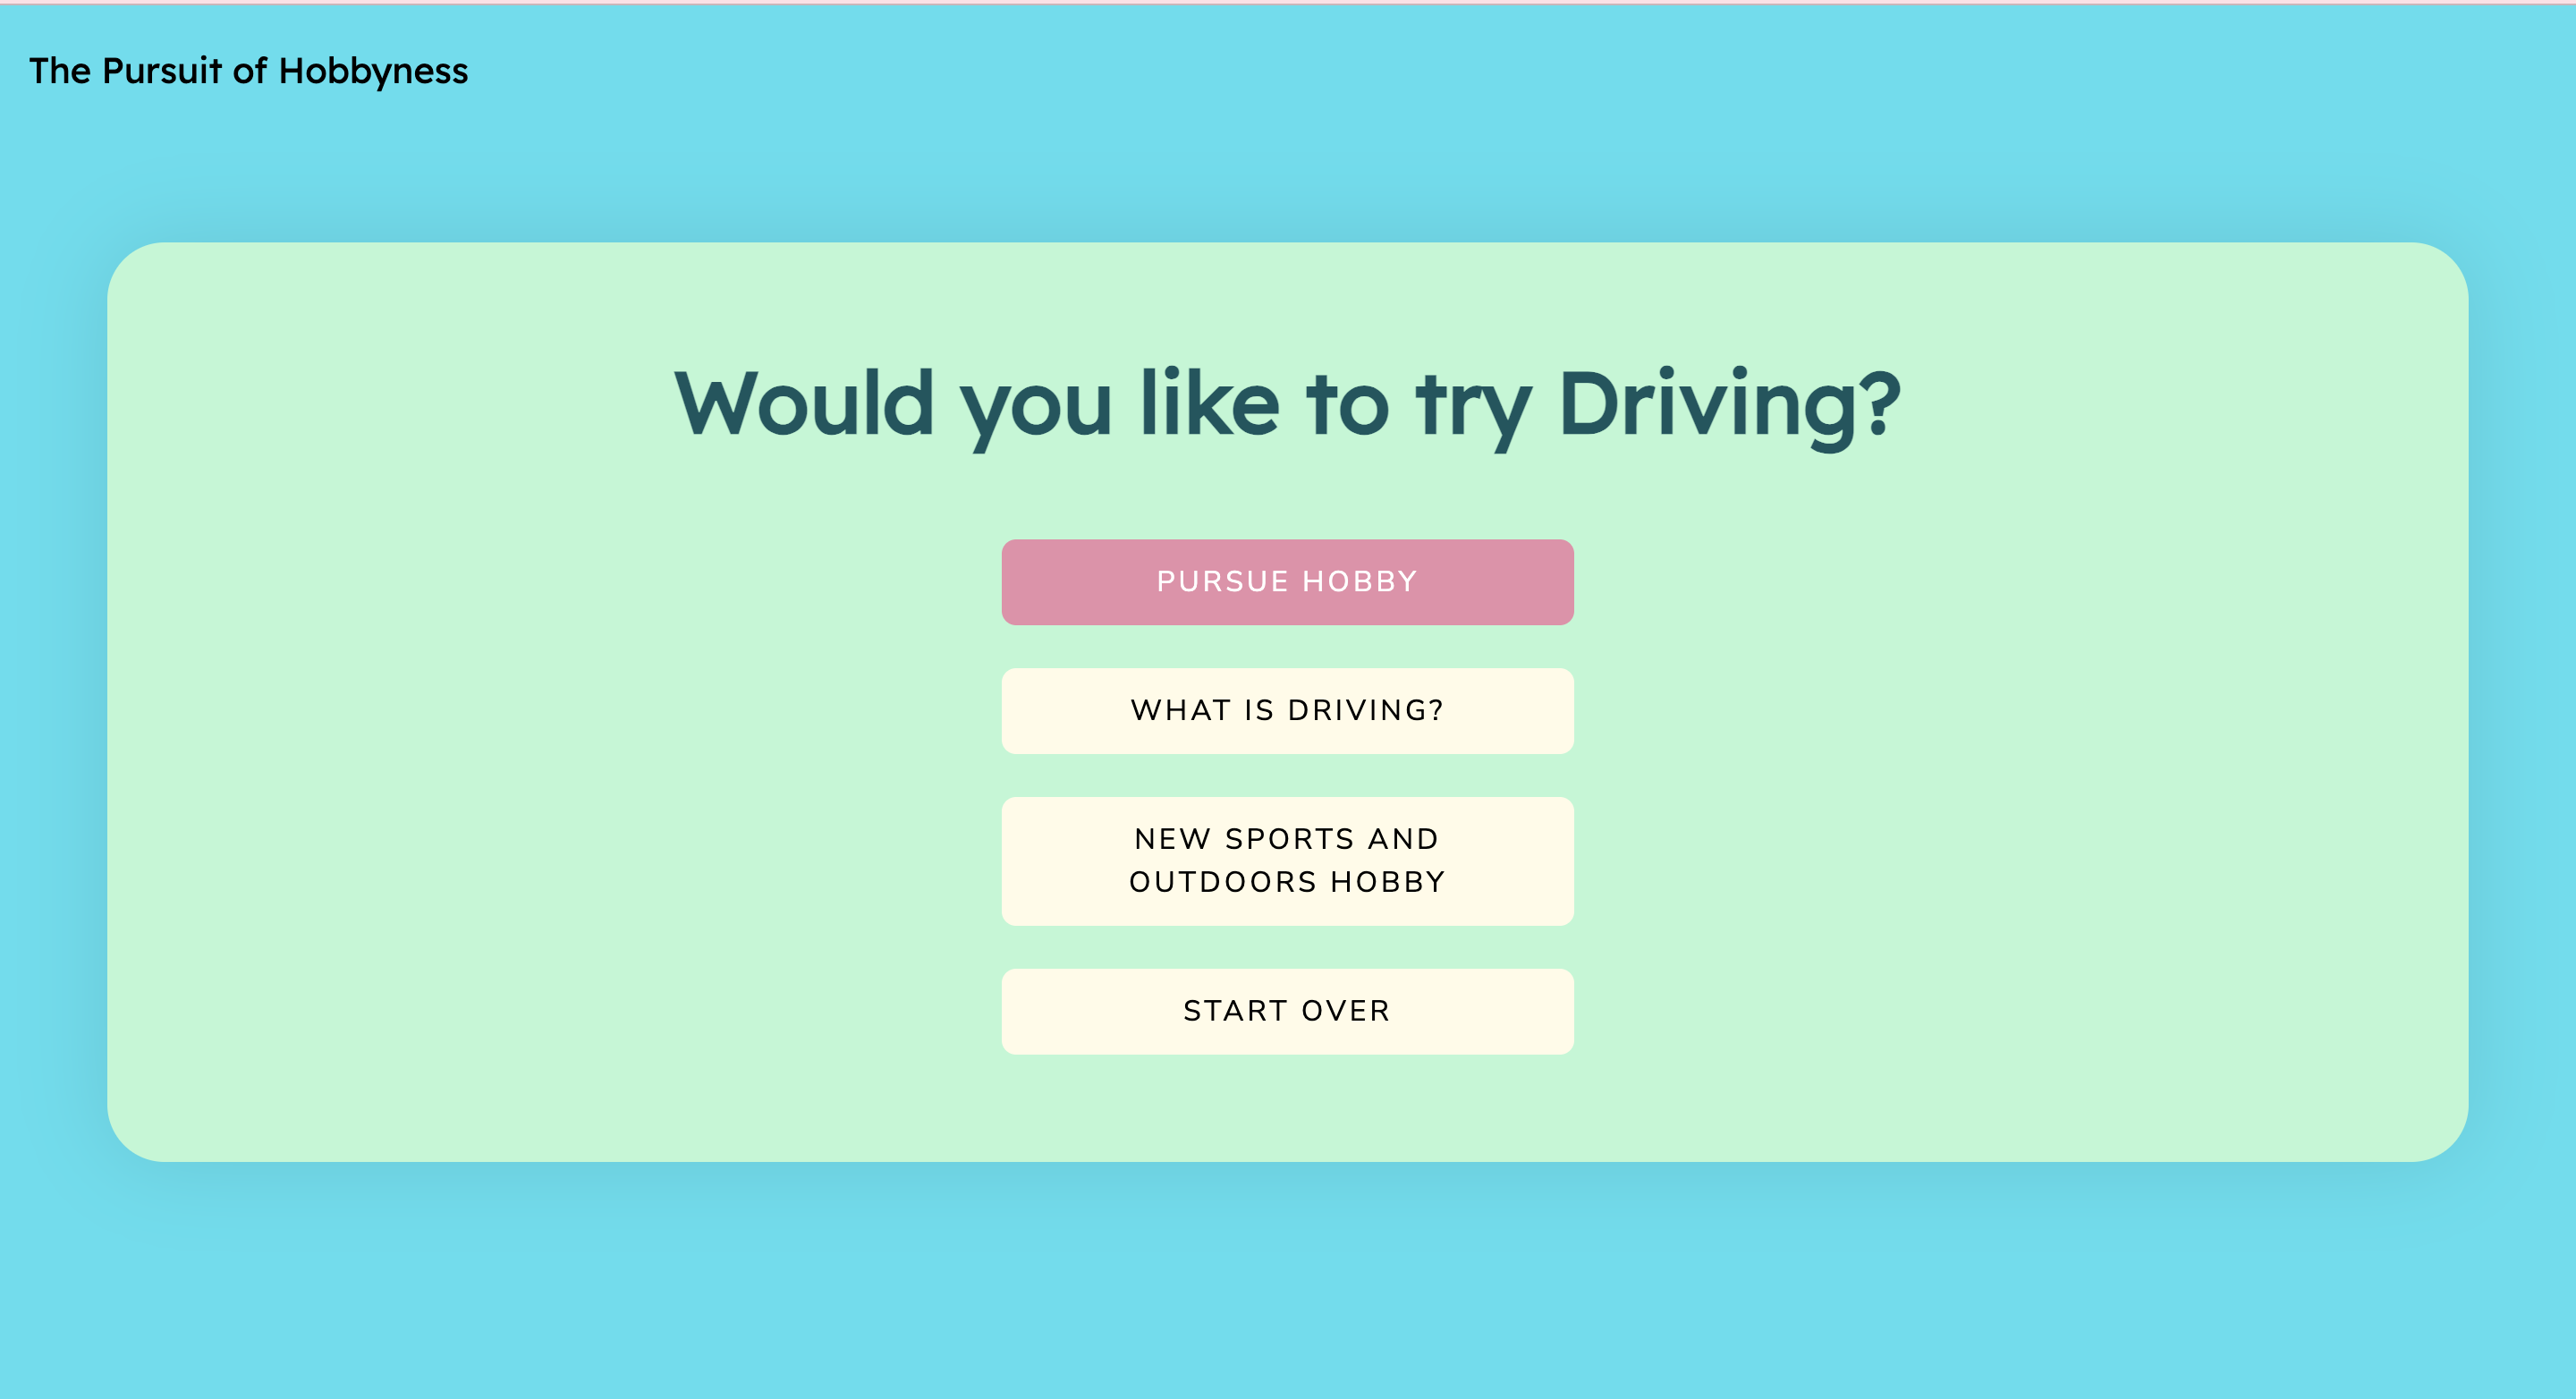 The Pursuit of Hobbyness
Would you like to try Driving?
PURSUE HOBBY
WHAT IS DRIVING?
NEW SPORTS AND
OUTDOORS HOBBY
START OVER